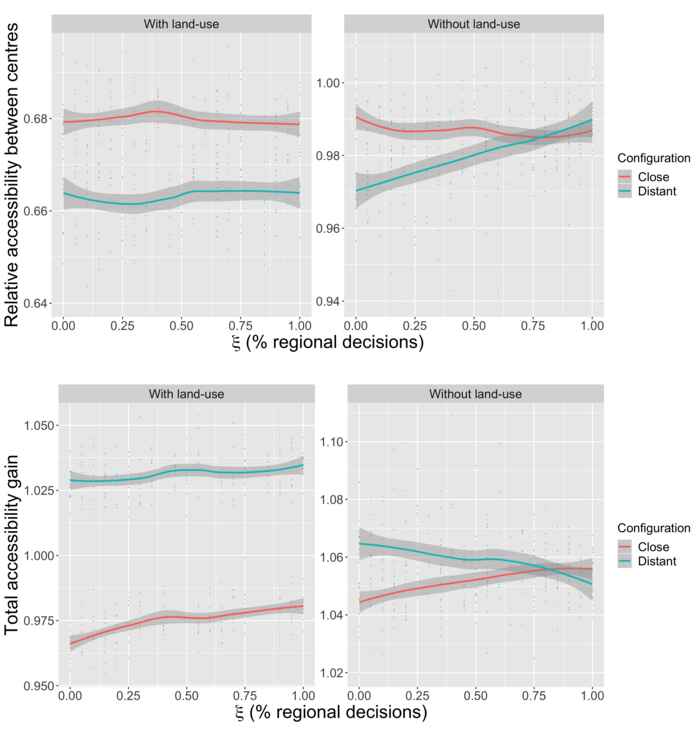 With land-use
Without land-use
Relative accessibility between centres
0.68
0.66
0.64
1.00
0.98
0.96
0.94
0.00 0.25 0.50 0.75 1.00
0.00 0.25 0.50 0.75 1.00
ξ (% regional decisions)
Configuration
Close
Distant
With land-use
Without land-use
Total accessibility gain
1.050
1.025
1.000
0.975
0.950
1.10
1.08
1.06
1.04
1.02
0.00 0.25 0.50 0.75 1.00
0.00 0.25 0.50 0.75 1.00
ξ (% regional decisions)
Configuration
Close
Distant